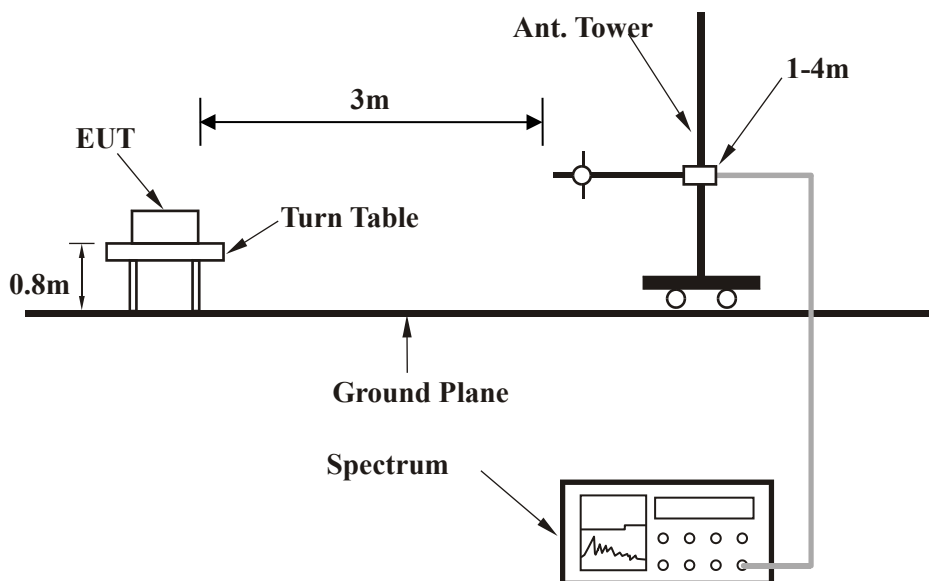 Ant. Tower
1-4m
3m
EUT
Turn Table
0.8m
Ground Plane
Spectrum